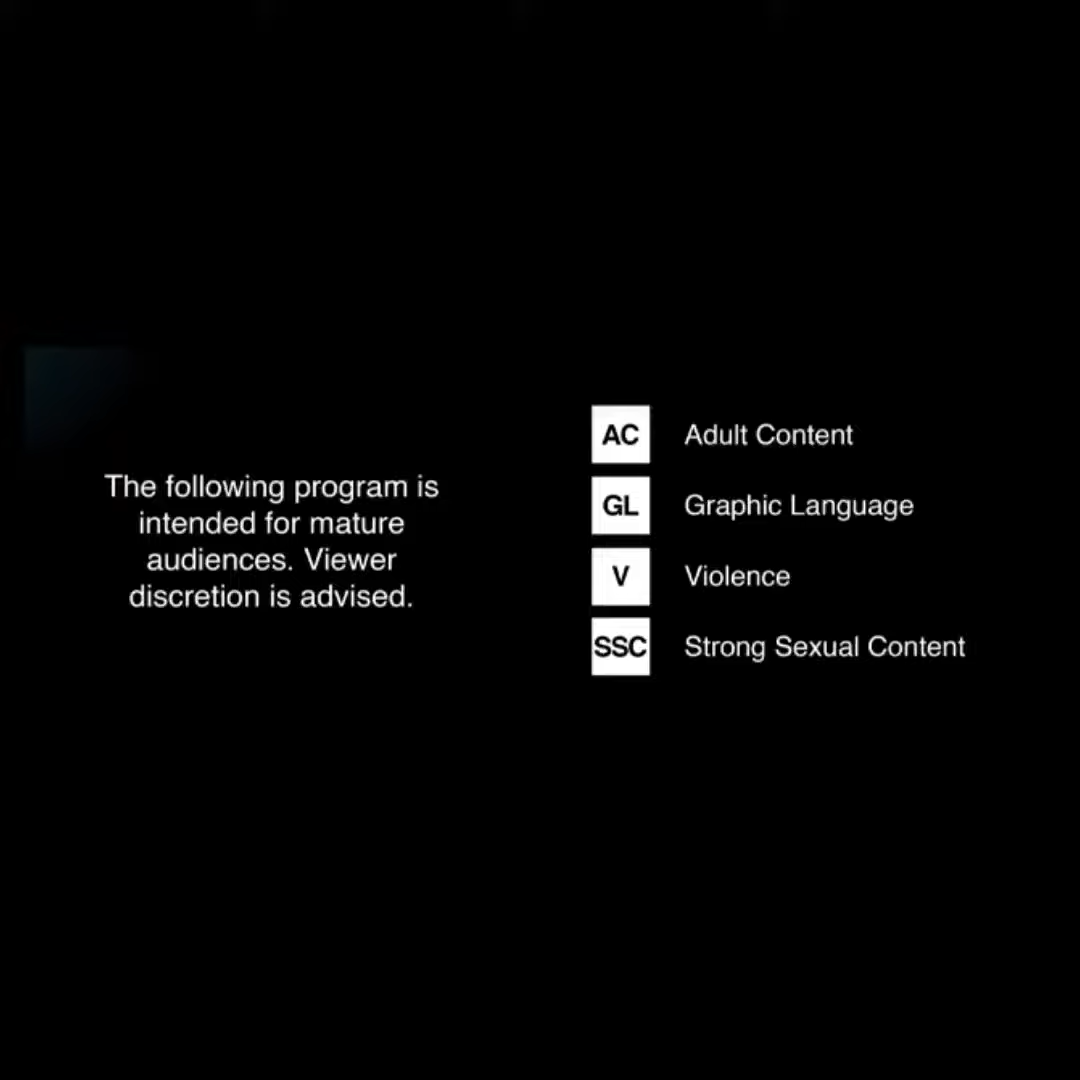 The following program is
intended for mature
audiences. Viewer
discretion is advised.
AC Adult Content
GL Graphic Language
V Violence
SSC Strong Sexual Content